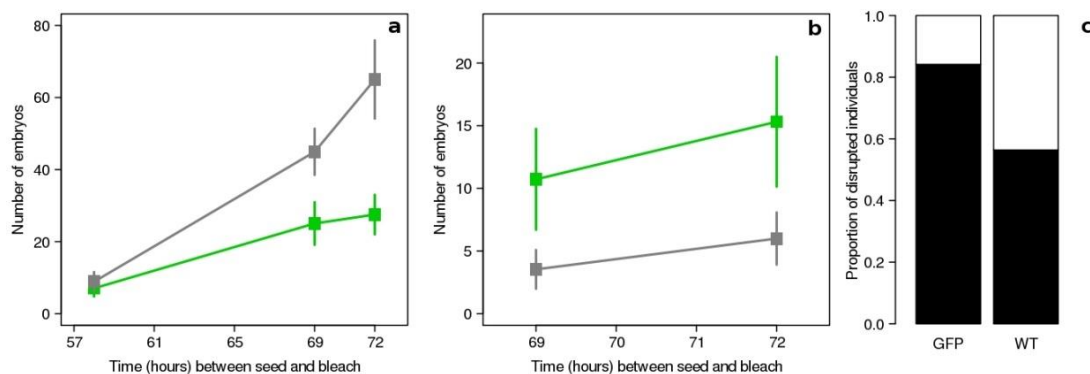 a
Number of embryos
80
60
40
20
0
57 61 65 69 72
Time (hours) between seed and bleach
b
Number of embryos
20
15
10
5
0
69 70 71 72
Time (hours) between seed and bleach
c
Proportion of disrupted individuals
1.0
0.8
0.6
0.4
0.2
0.0
GFP WT